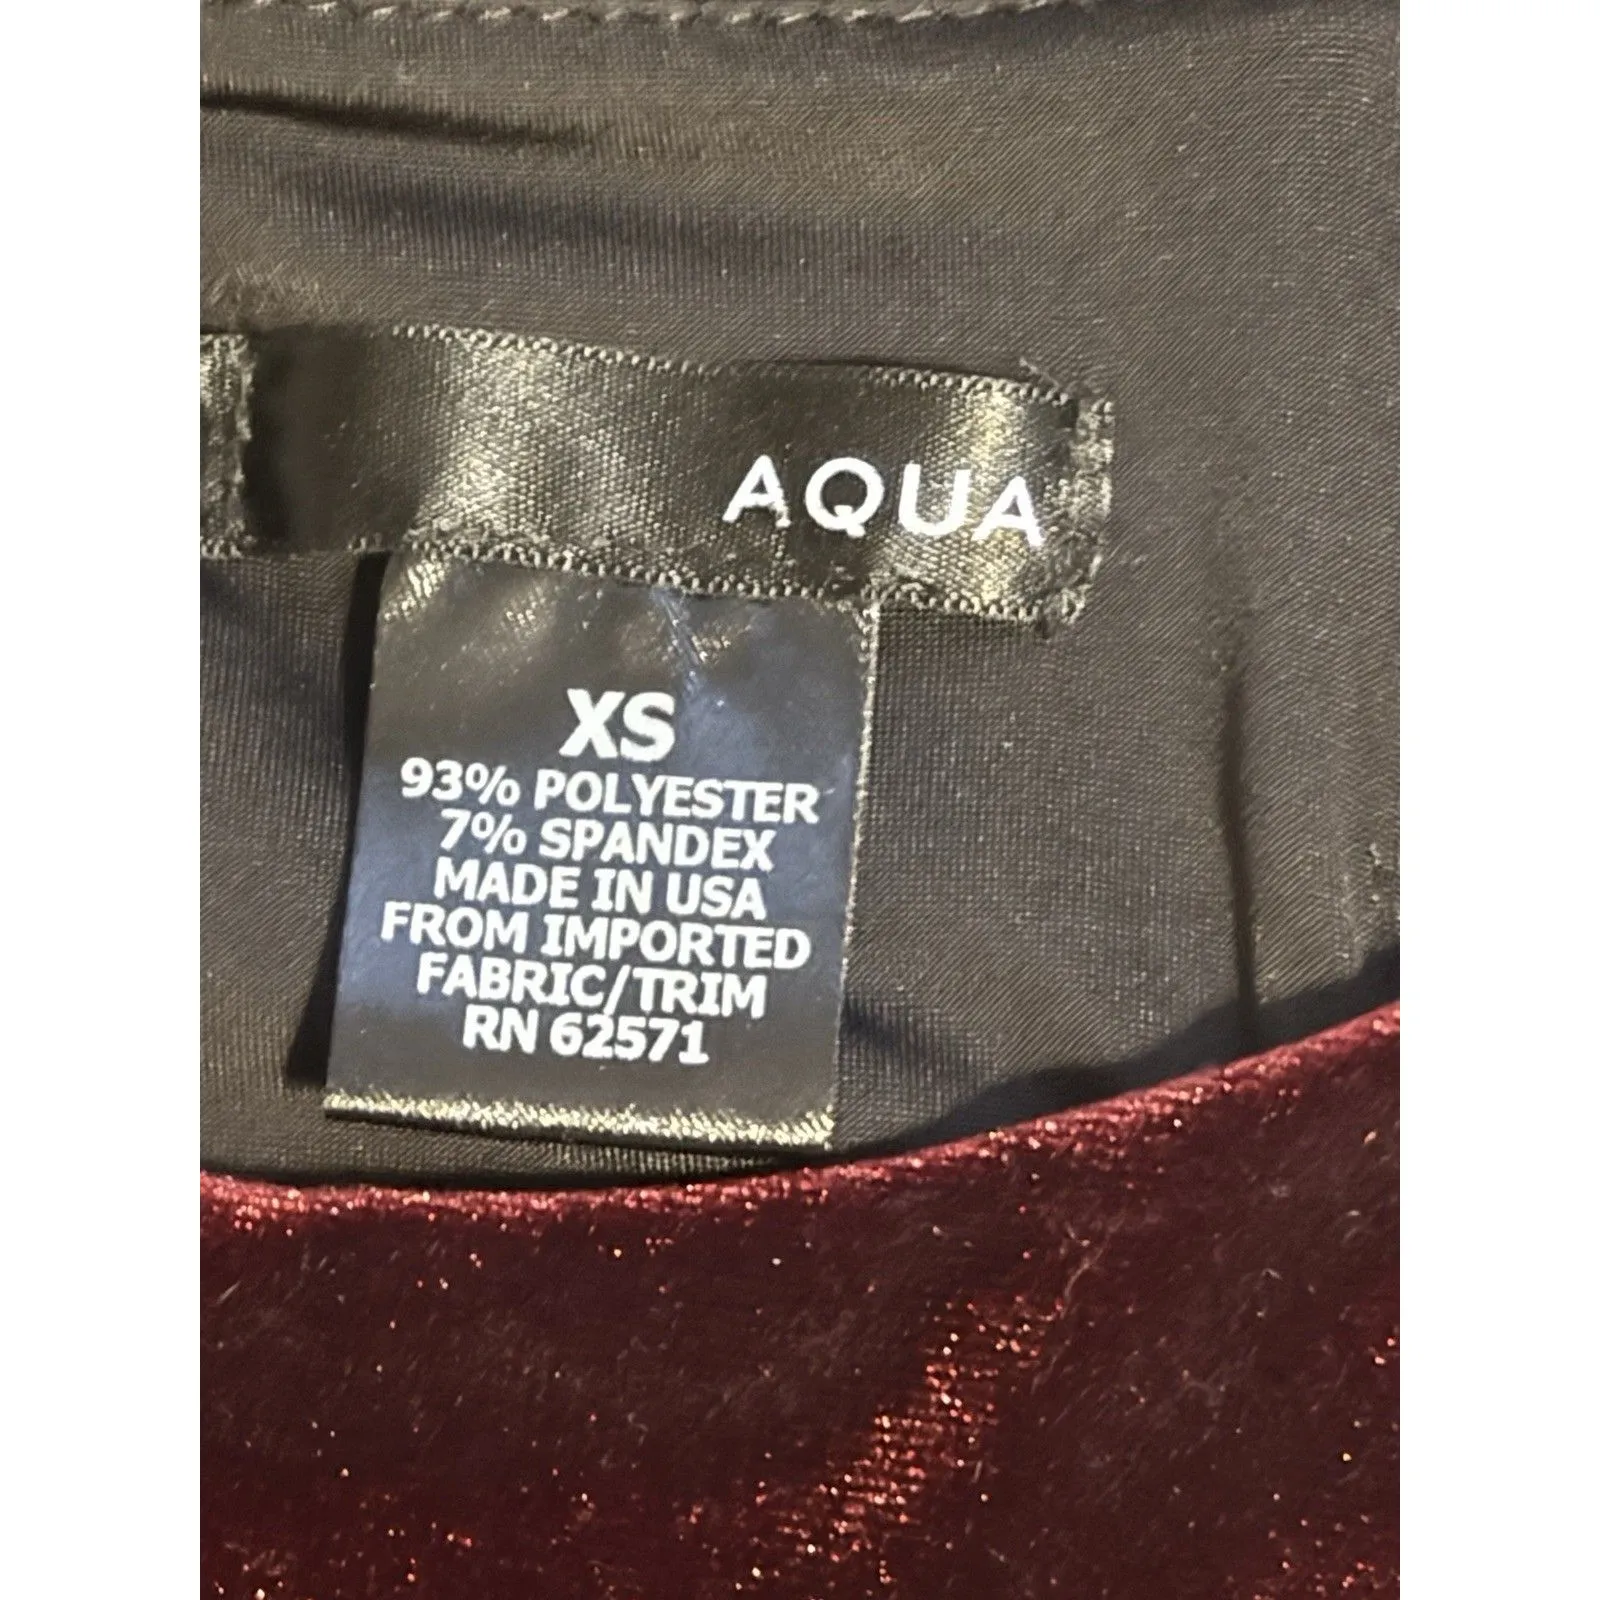 AQUA
XS
93% POLYESTER
7% SPANDEX
MADE IN USA
FROM IMPORTED
FABRIC/TRIM
RN 62571